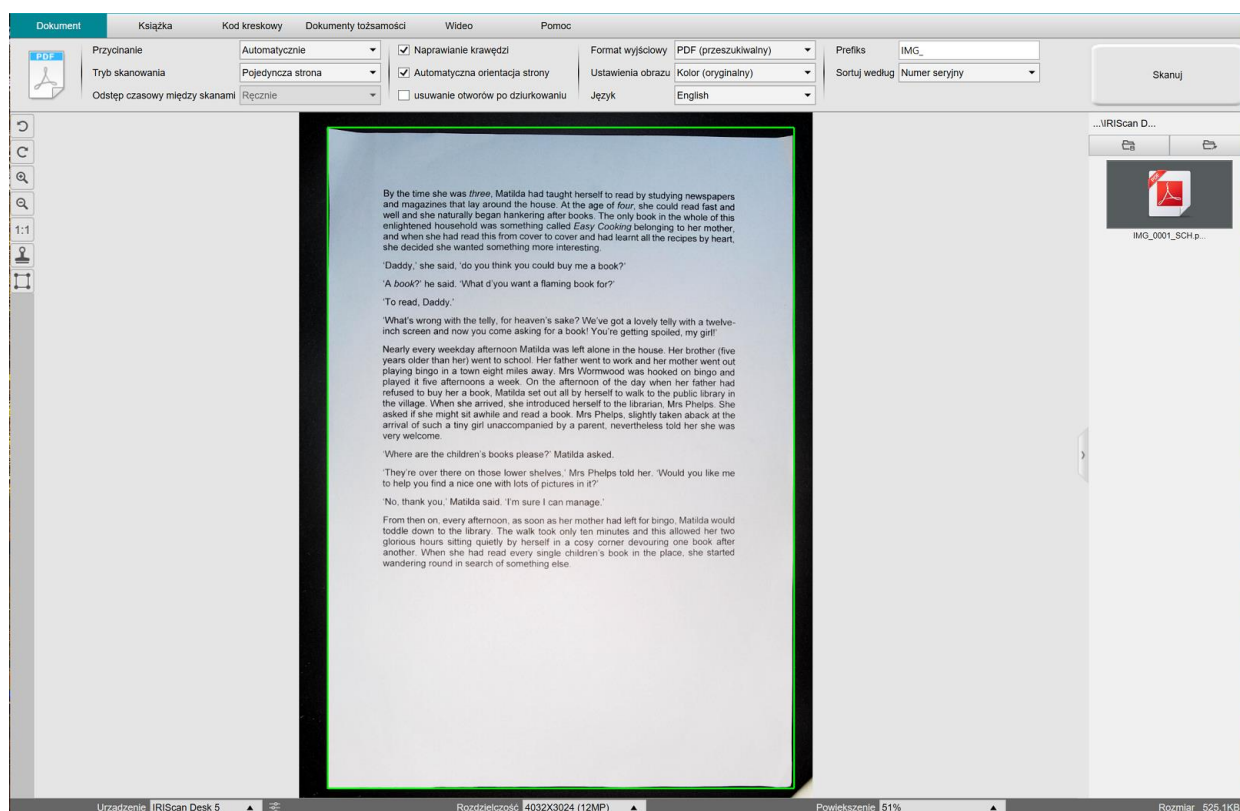 Dokument Książka Kod kreskowy Dokumenty tożsamości Wideo Pomoc
PDF
Przycinanie Automatycznie
Tryb skanowania Pojedyncza strona
Odstęp czasowy między skanami Ręcznie
Naprawianie krawędzi
Automatyczna orientacja strony
usuwanie otworów po dziurkowaniu
Format wyjściowy PDF (przeszukiwalny)
Ustawienia obrazu Kolor (oryginalny)
Język English
Prefiks IMG_
Sortuj według Numer seryjny
Skanuj
1:1
By the time she was three, Matilda had taught herself to read by studying newspapers
and magazines that lay around the house. At the age of four, she could read fast and
well and she naturally began hankering after books. The only book in the whole of this
enlightened household was something called Easy Cooking belonging to her mother,
and when she had read this from cover to cover and had learnt all the recipes by heart,
she decided she wanted something more interesting.
'Daddy,' she said, 'do you think you could buy me a book?'
'A book?' he said. 'What d'you want a flaming book for?'
'To read, Daddy.'
'What's wrong with the telly, for heaven's sake? We've got a lovely telly with a twelve-
inch screen and now you come asking for a book! You're getting spoiled, my girl!'
Nearly every weekday afternoon Matilda was left alone in the house. Her brother (five
years older than her) went to school. Her father went to work and her mother went out
playing bingo in a town eight miles away. Mrs Wormwood was hooked on bingo and
played it five afternoons a week. On the afternoon of the day when her father had
refused to buy her a book, Matilda set out all by herself to walk to the public library in
the village. When she arrived, she introduced herself to the librarian, Mrs Phelps. She
asked if she might sit awhile and read a book. Mrs Phelps, slightly taken aback at the
arrival of such a tiny girl unaccompanied by a parent, nevertheless told her she was
very welcome.
'Where are the children's books please?' Matilda asked.
'They're over there on those lower shelves,' Mrs Phelps told her. 'Would you like me
to help you find a nice one with lots of pictures in it?'
'No, thank you,' Matilda said. 'I'm sure I can manage.'
From then on, every afternoon, as soon as her mother had left for bingo, Matilda would
toddle down to the library. The walk took only ten minutes and this allowed her two
glorious hours sitting quietly by herself in a cosy corner devouring one book after
another. When she had read every single children's book in the place, she started
wandering round in search of something else.
...\IRIScan D...
IMG_0001_SCH.p...
Urządzenie IRIScan Desk 5 Rozdzielczość 4032X3024 (12MP) Powiększenie 51% Rozmiar 525.1KB